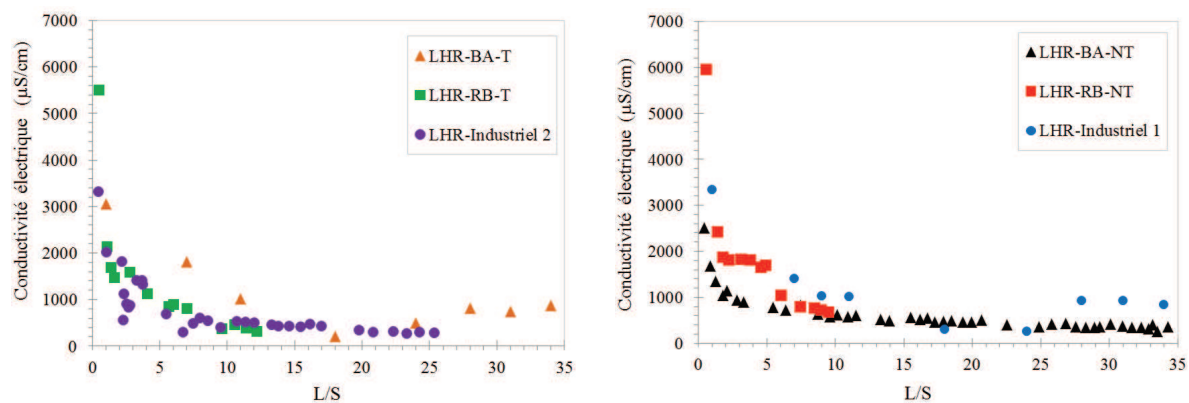 Conductivité électrique (µS/cm)
7000
6000
5000
4000
3000
2000
1000
0
0 5 10 15 20 25 30 35
L/S
LHR-BA-T
LHR-RB-T
LHR-Industriel 2
Conductivité électrique (µS/cm)
7000
6000
5000
4000
3000
2000
1000
0
0 5 10 15 20 25 30 35
L/S
LHR-BA-NT
LHR-RB-NT
LHR-Industriel 1